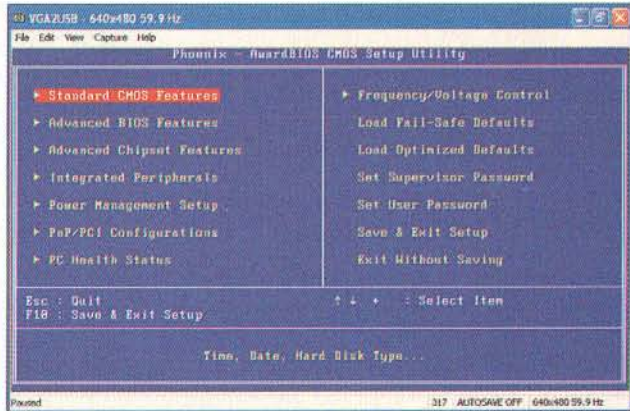 VGA2USB - 640x480 59.9 Hz
File Edit View Capture Help
Phoenix - AwardBIOS CMOS Setup Utility
Standard CMOS Features
Advanced BIOS Features
Advanced Chipset Features
Integrated Peripherals
Power Management Setup
PnP/PCI Configurations
PC Health Status
Frequency/Voltage Control
Load Fail-Safe Defaults
Load Optimized Defaults
Set Supervisor Password
Set User Password
Save & Exit Setup
Exit Without Saving
Esc : Quit
F10 : Save & Exit Setup
↑ ↓ : Select Item
Time, Date, Hard Disk Type...
Paused
317 AUTOSAVE OFF 640x480 59.9 Hz